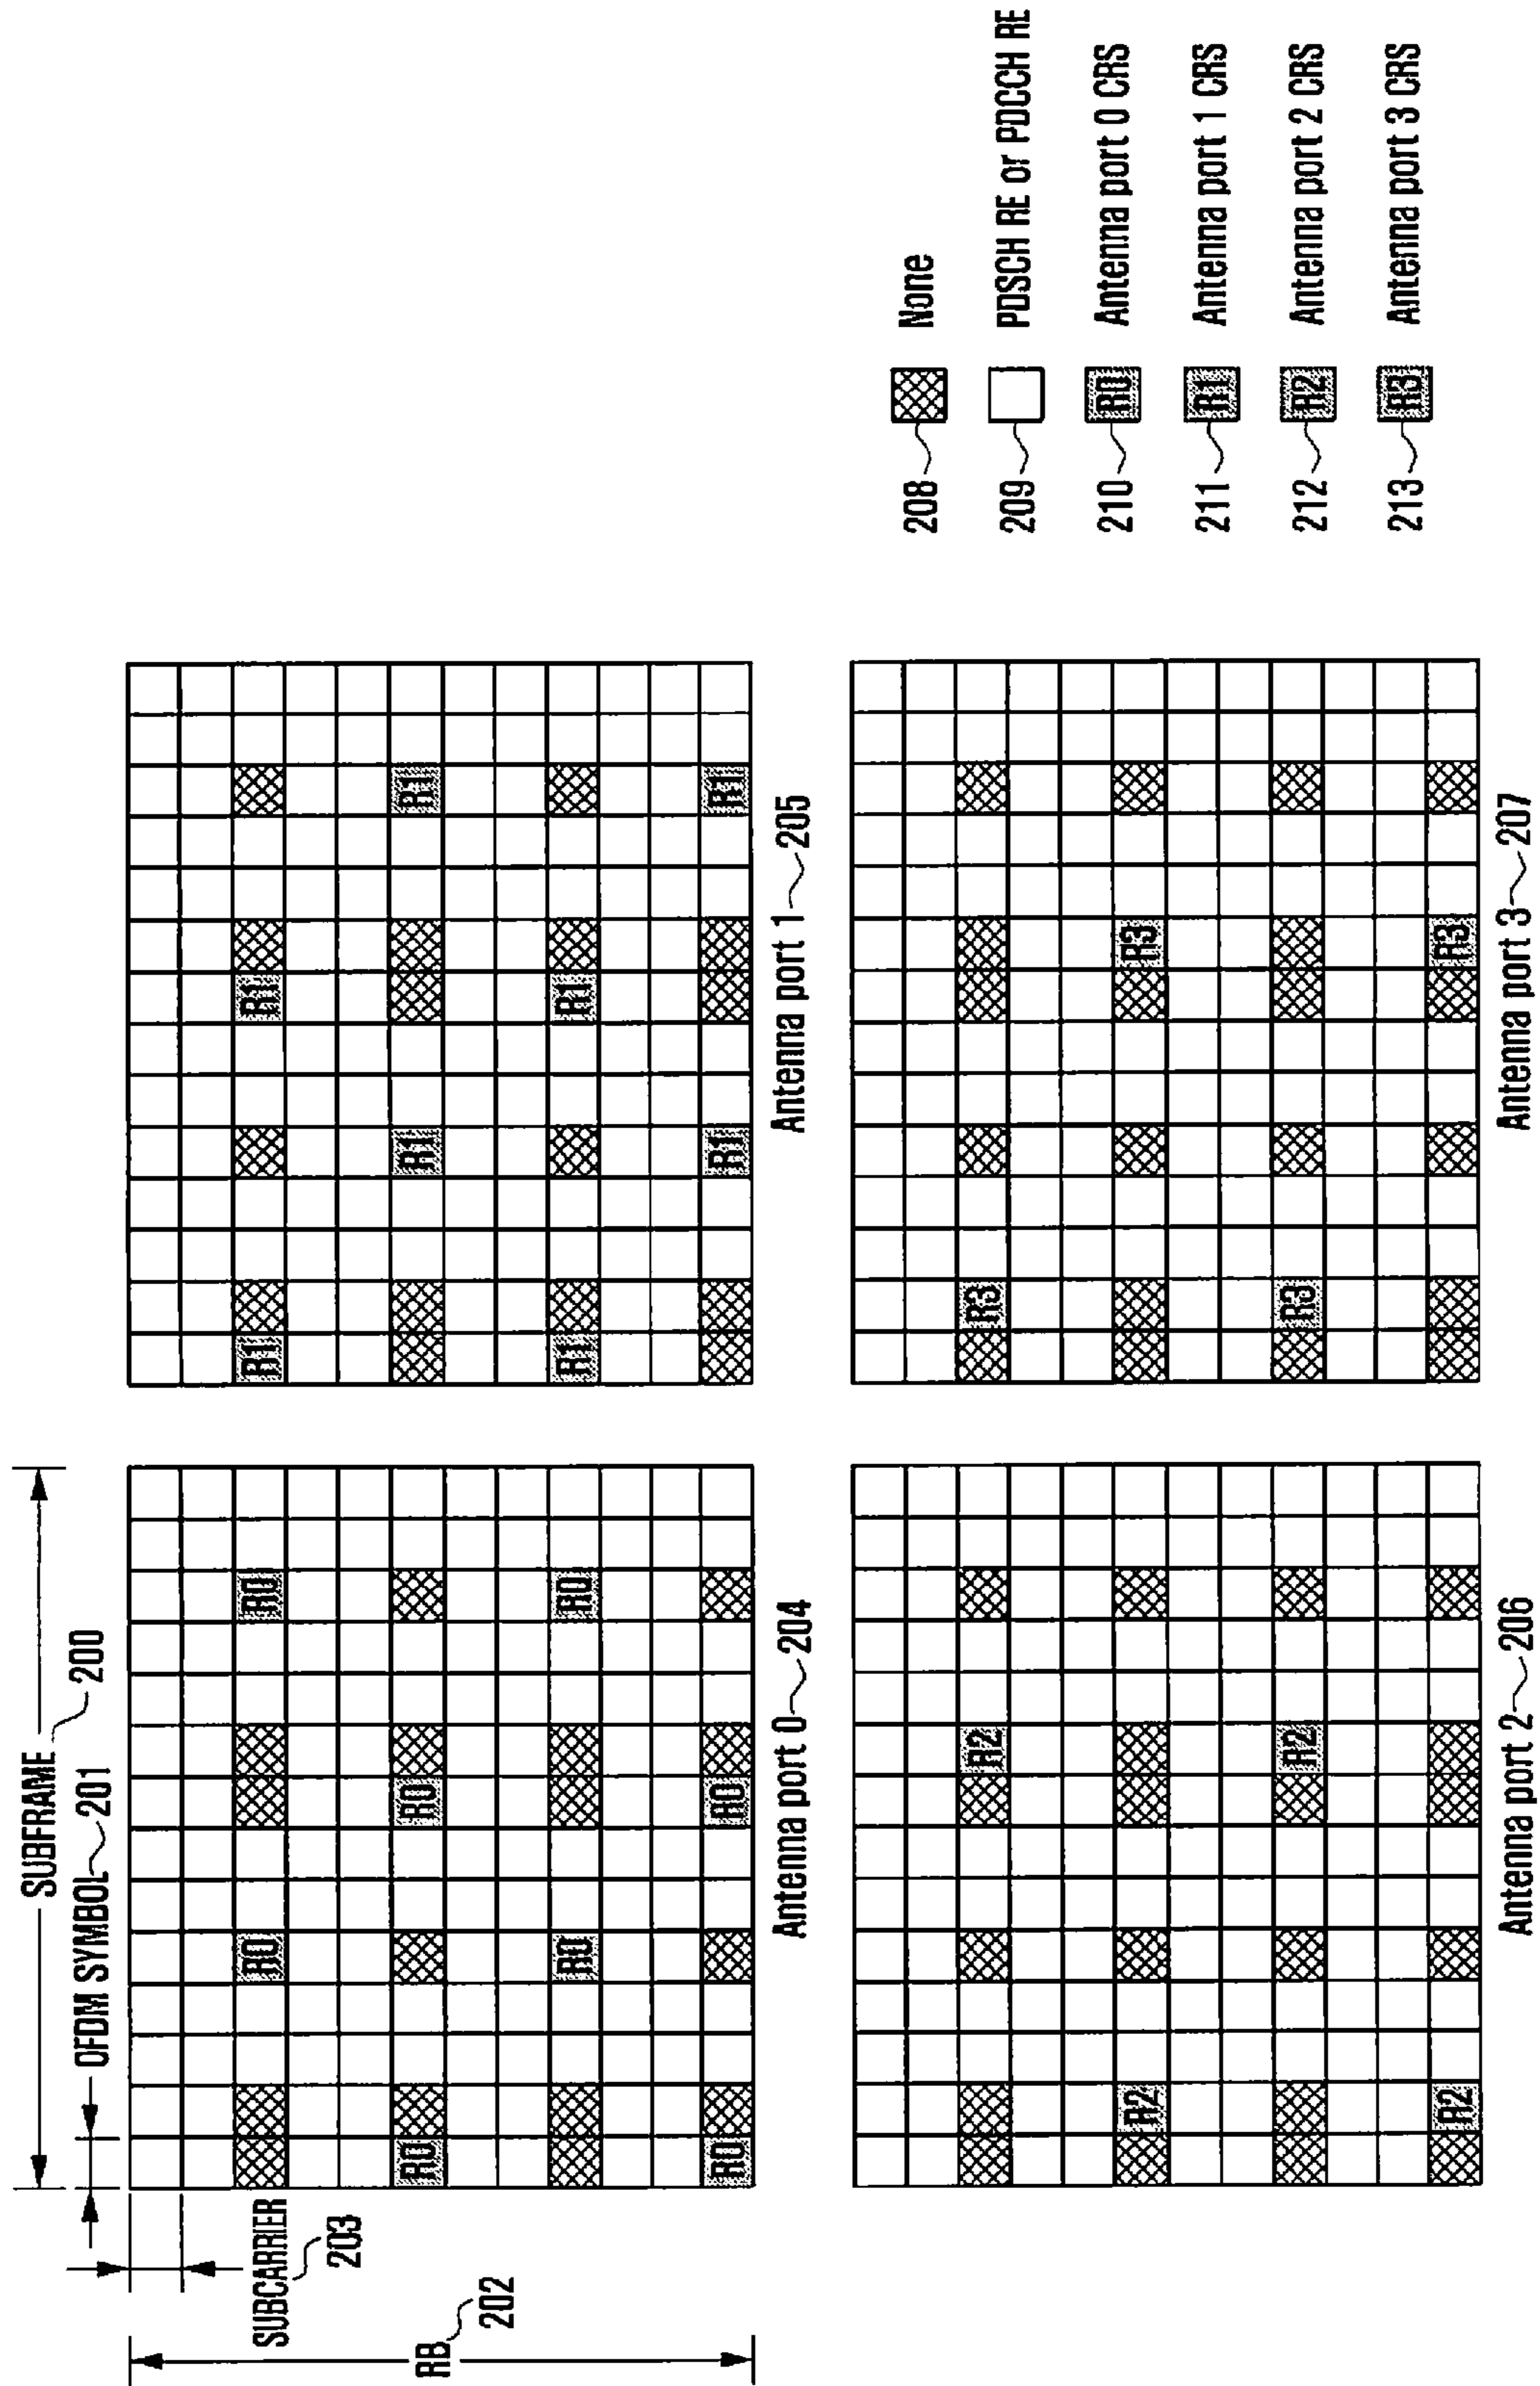 SUBFRAME
200
OFDM SYMBOL 201
SUBCARRIER
203
RB
202
R0 R0
R0 R0
R0 R0
R0 R0
Antenna port 0 204
R1 R1
R1 R1
R1 R1
R1 R1
Antenna port 1 205
R2
R2
R2
R2
Antenna port 2 206
R3
R3
R3
R3
Antenna port 3 207
208 None
209 PDSCH RE or PDCCH RE
210 R0 Antenna port 0 CRS
211 R1 Antenna port 1 CRS
212 R2 Antenna port 2 CRS
213 R3 Antenna port 3 CRS